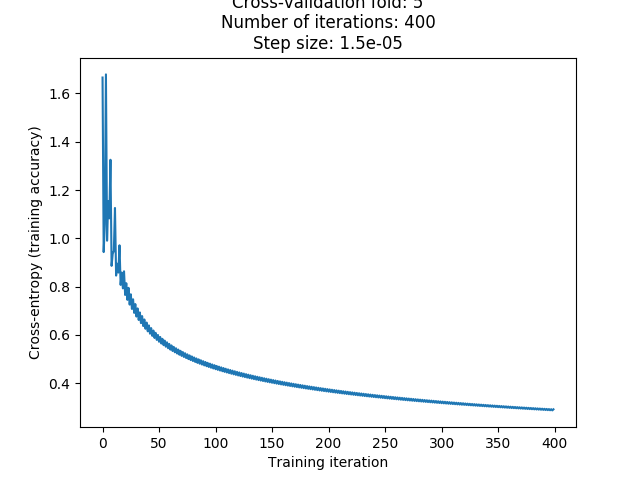 Cross-validation fold: 5
Number of iterations: 400
Step size: 1.5e-05
Cross-entropy (training accuracy)
1.6
1.4
1.2
1.0
0.8
0.6
0.4
0 50 100 150 200 250 300 350 400
Training iteration